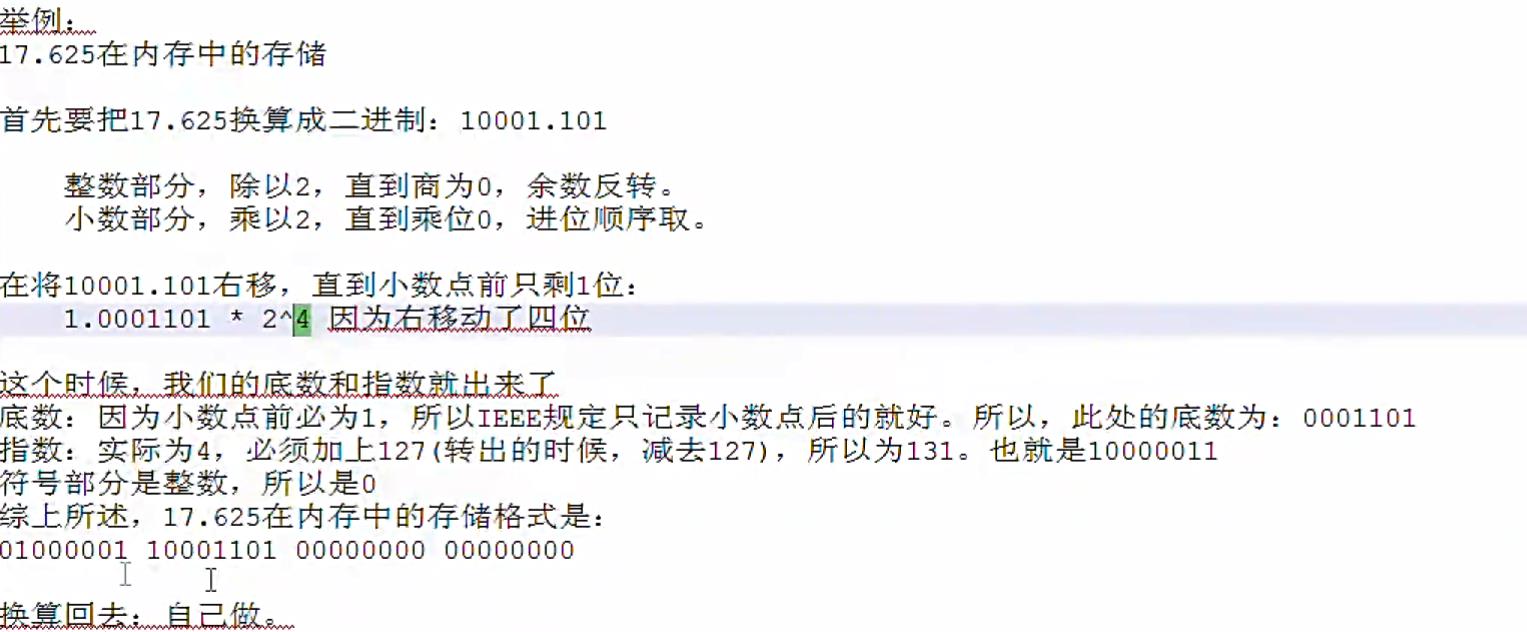 举例：
17.625在内存中的存储
首先要把17.625换算成二进制：10001.101
整数部分，除以2，直到商为0，余数反转。
小数部分，乘以2，直到乘位0，进位顺序取。
在将10001.101右移，直到小数点前只剩1位：
1.0001101 * 2^4 因为右移动了四位
这个时候，我们的底数和指数就出来了
底数：因为小数点前必为1，所以IEEE规定只记录小数点后的就好。所以，此处的底数为：0001101
指数：实际为4，必须加上127(转出的时候，减去127)，所以为131。也就是10000011
符号部分是整数，所以是0
综上所述，17.625在内存中的存储格式是：
01000001 10001101 00000000 00000000
换算回去：自己做。